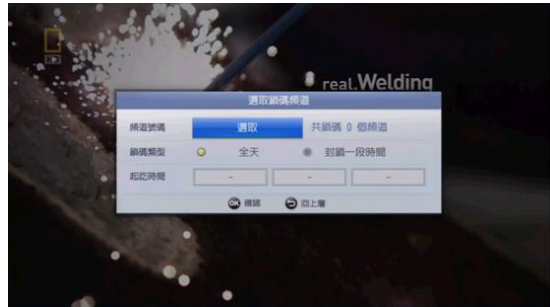 real.Welding
選取鎖碼頻道
頻道號碼 選取 共鎖碼 0 個頻道
鎖碼類型 全天 封鎖一段時間
起訖時間 - - -
OK 確認 回上層